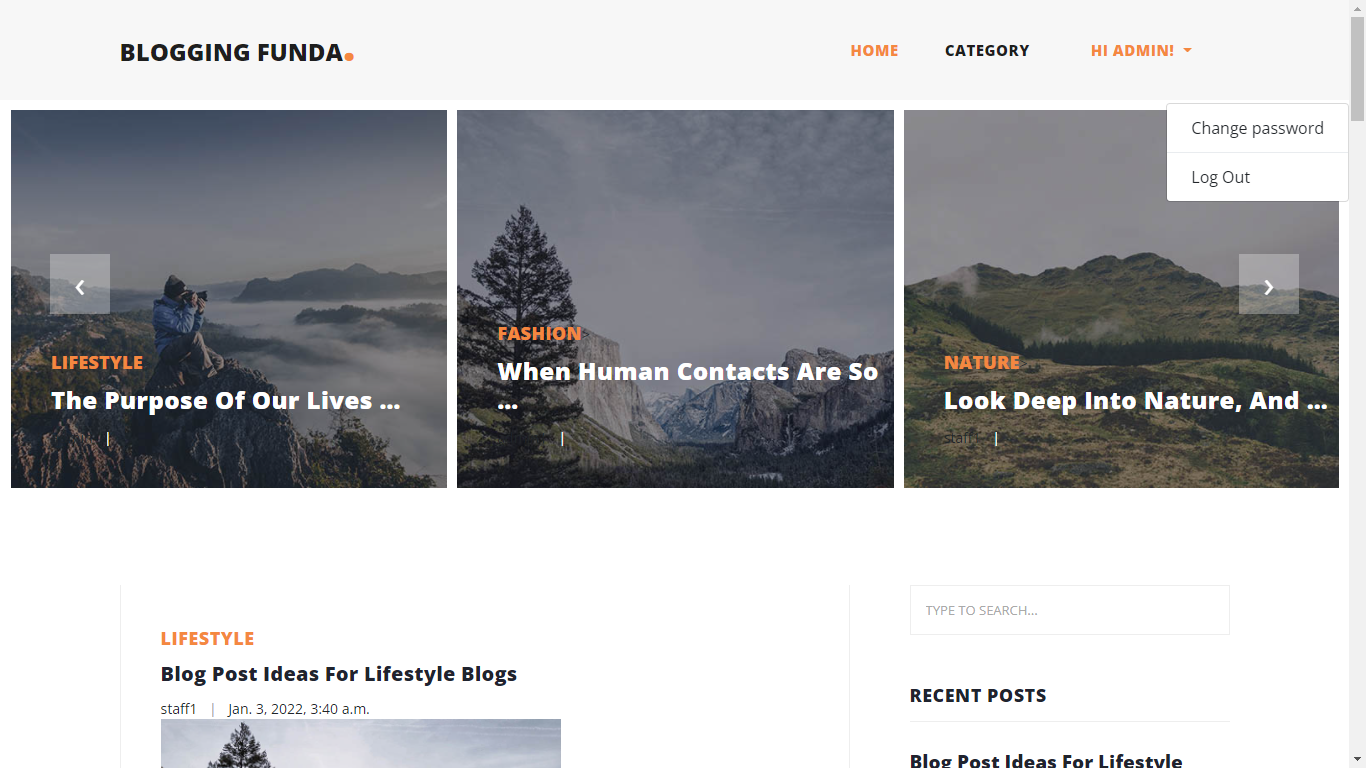 BLOGGING FUNDA.
HOME CATEGORY HI ADMIN!
Change password
Log Out
LIFESTYLE
The Purpose Of Our Lives ...
|
FASHION
When Human Contacts Are So
...
|
NATURE
Look Deep Into Nature, And ...
staff1 |
LIFESTYLE
Blog Post Ideas For Lifestyle Blogs
staff1 | Jan. 3, 2022, 3:40 a.m.
TYPE TO SEARCH...
RECENT POSTS
Blog Post Ideas For Lifestyle